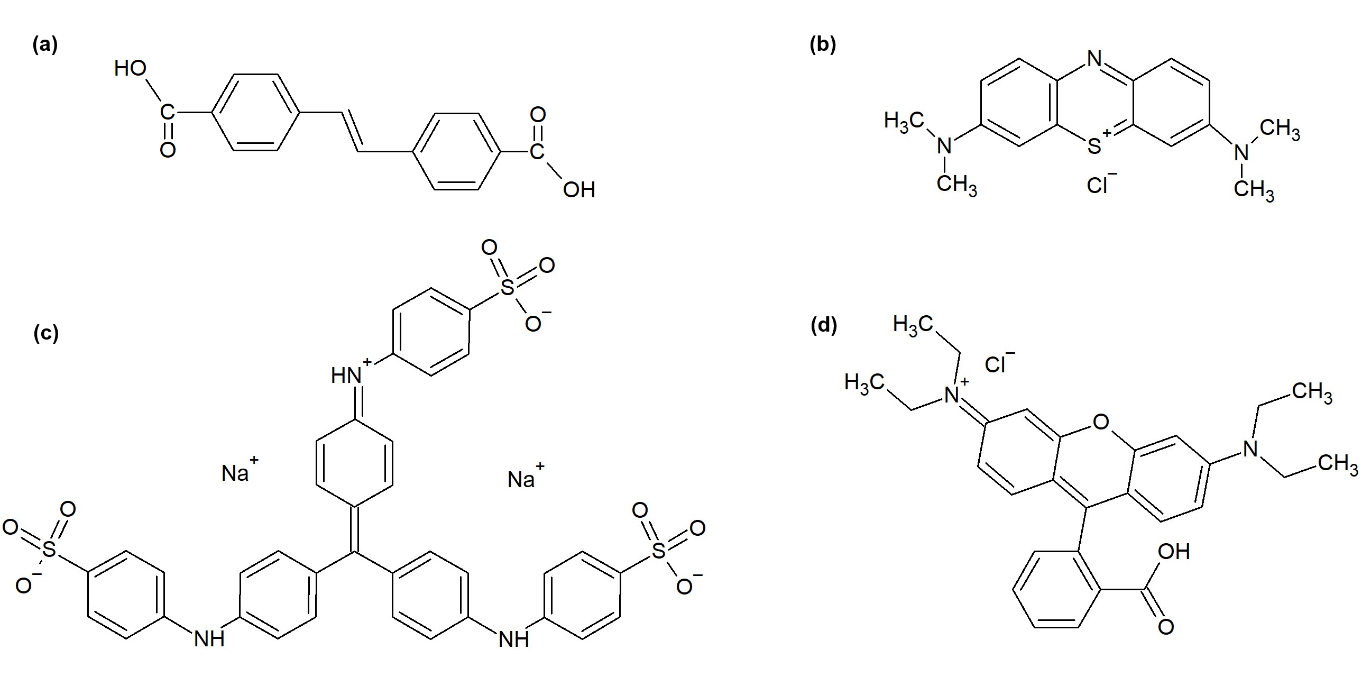 (a)
HO
C
O
O
C
OH
(b)
N
H₃C
N
CH₃
S⁺
Cl⁻
CH₃
N
CH₃
(c)
O
O
S
O⁻
HN⁺
Na⁺
Na⁺
O
O
S
O⁻
NH
NH
O
O
S
O⁻
(d)
H₃C
Cl⁻
H₃C
N⁺
O
CH₃
N
CH₃
OH
O